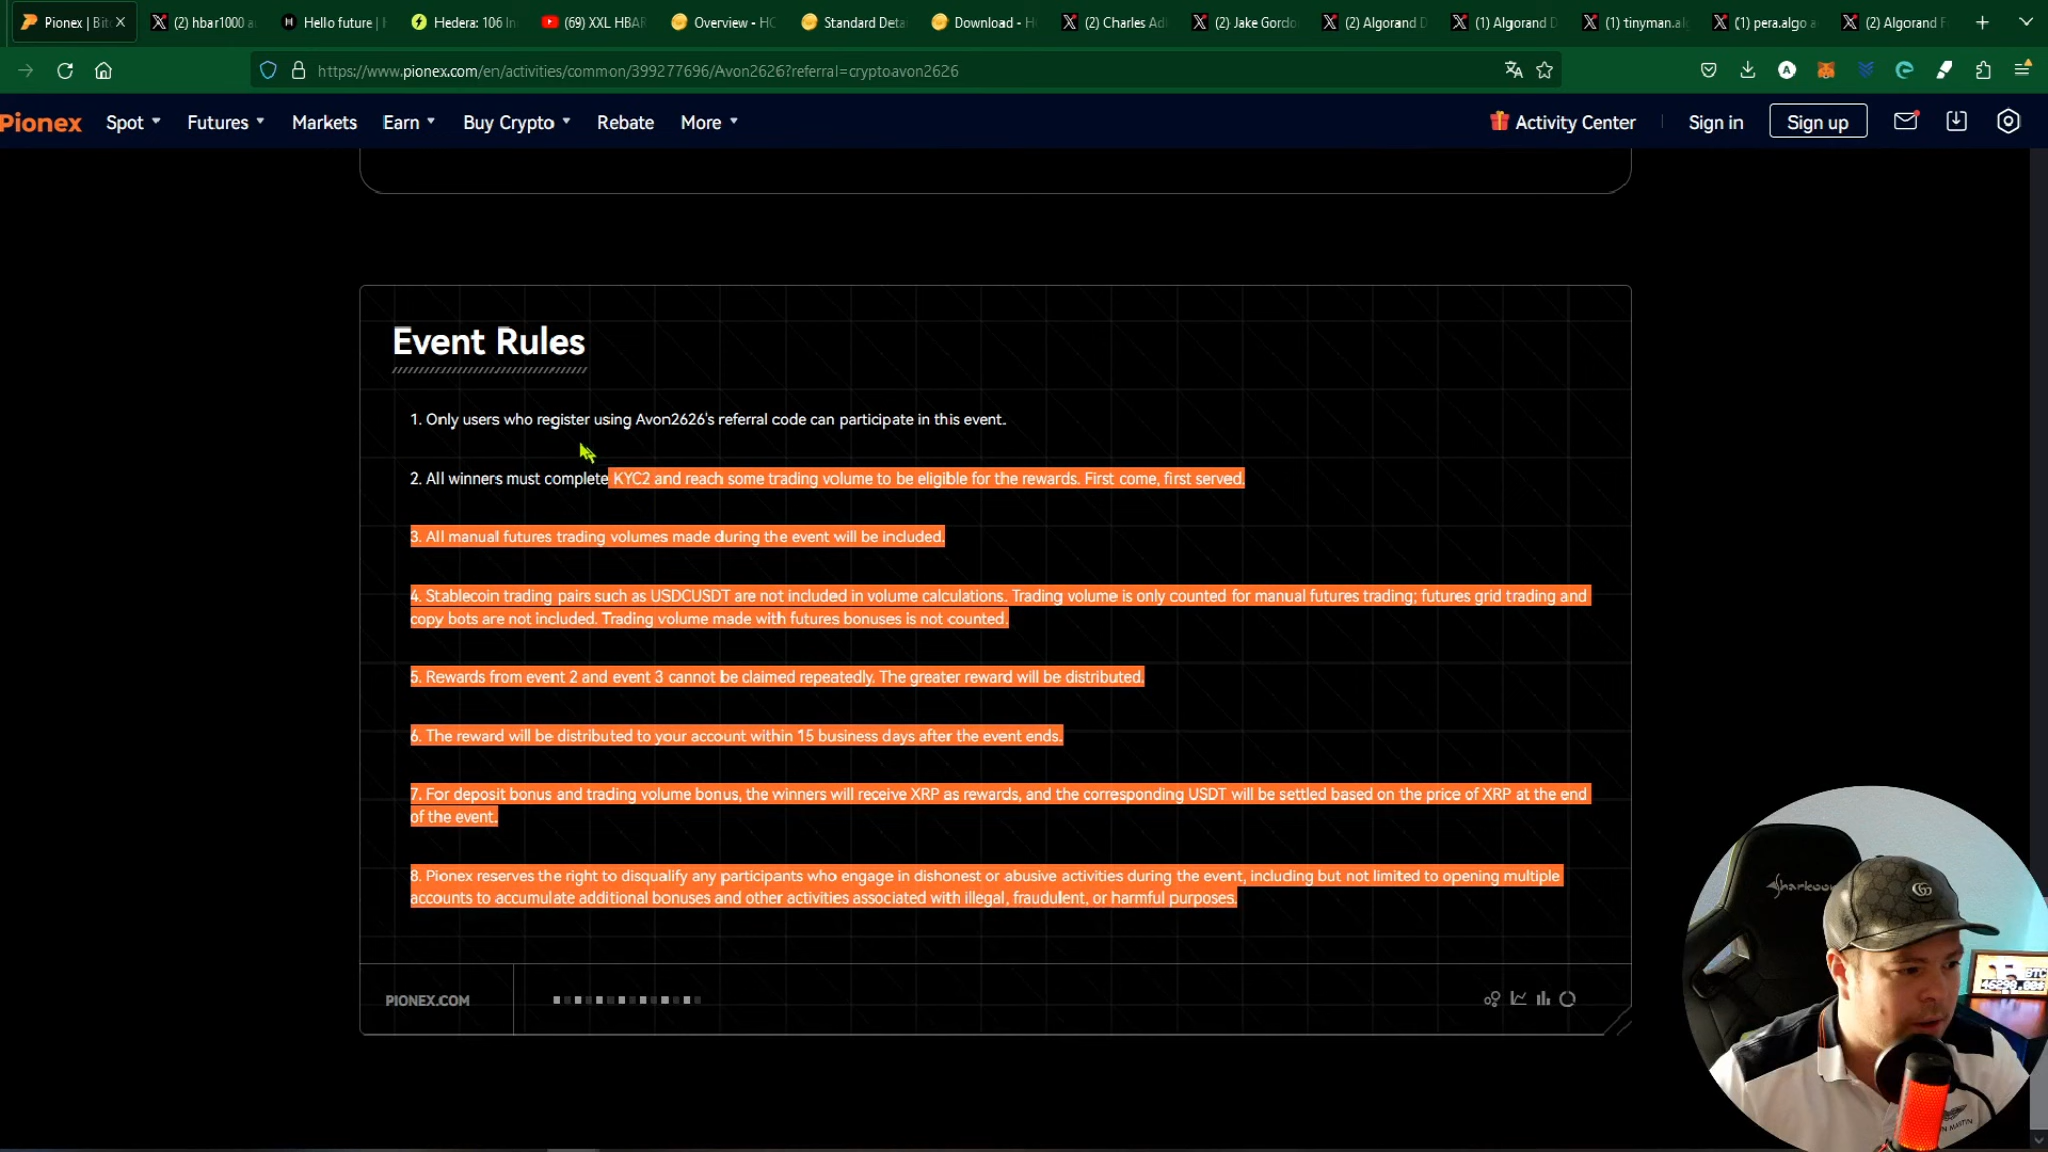 Pionex | Bit
(2) hbar1000 a
Hello future |
Hedera: 106 In
(69) XXL HBAR
Overview - HC
Standard Deta
Download - H
(2) Charles Ad
(2) Jake Gordo
(2) Algorand D
(1) Algorand D
(1) tinyman.al
(1) pera.algo a
(2) Algorand F
https://www.pionex.com/en/activities/common/399277696/Avon2626?referral=cryptoavon2626
Pionex
Spot
Futures
Markets
Earn
Buy Crypto
Rebate
More
Activity Center
Sign in
Sign up
Event Rules
1. Only users who register using Avon2626's referral code can participate in this event.
2. All winners must complete KYC2 and reach some trading volume to be eligible for the rewards. First come, first served.
3. All manual futures trading volumes made during the event will be included.
4. Stablecoin trading pairs such as USDCUSDT are not included in volume calculations. Trading volume is only counted for manual futures trading; futures grid trading and
copy bots are not included. Trading volume made with futures bonuses is not counted.
5. Rewards from event 2 and event 3 cannot be claimed repeatedly. The greater reward will be distributed.
6. The reward will be distributed to your account within 15 business days after the event ends.
7. For deposit bonus and trading volume bonus, the winners will receive XRP as rewards, and the corresponding USDT will be settled based on the price of XRP at the end
of the event.
8. Pionex reserves the right to disqualify any participants who engage in dishonest or abusive activities during the event, including but not limited to opening multiple
accounts to accumulate additional bonuses and other activities associated with illegal, fraudulent, or harmful purposes.
PIONEX.COM
Sharkoon
BTC
MARTIN